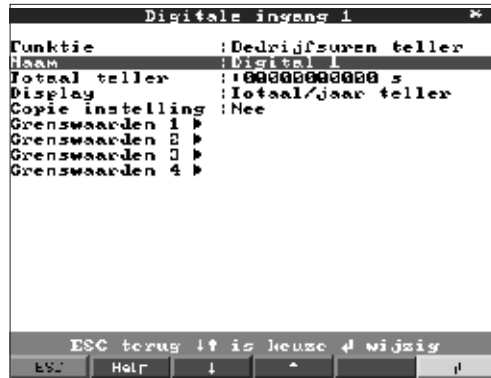 Digitale ingang 1
Funktie :Bedrijfsuren teller
Naam :Digital 1
Totaal teller :+00000000000 s
Display :Totaal/jaar teller
Copie instelling :Nee
Grenswaarden 1 ►
Grenswaarden 2 ►
Grenswaarden 3 ►
Grenswaarden 4 ►
ESC terug ↓↑ is keuze ↲ wijzig
ESC Help ↓ ↑ ↲